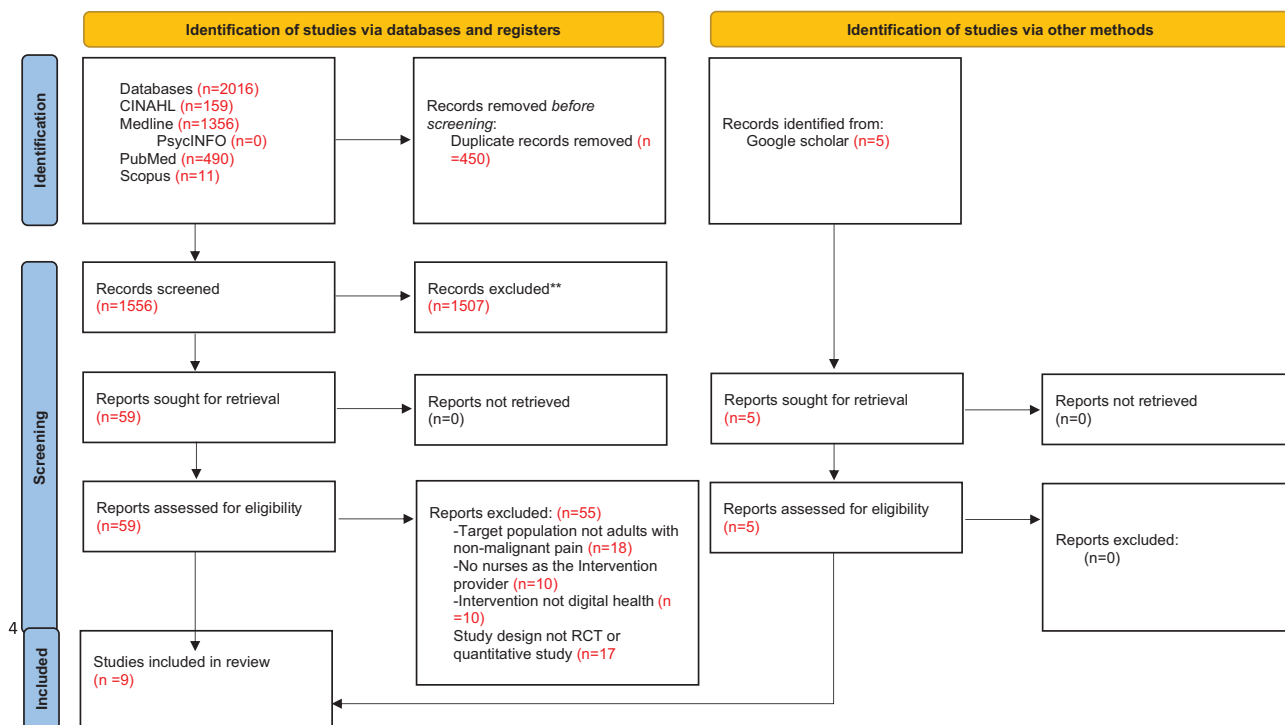 Identification of studies via databases and registers
Identification of studies via other methods
Identification
Databases (n=2016)
CINAHL (n=159)
Medline (n=1356)
PsycINFO (n=0)
PubMed (n=490)
Scopus (n=11)
Records removed before
screening:
Duplicate records removed (n
=450)
Records identified from:
Google scholar (n=5)
Screening
Records screened
(n=1556)
Records excluded**
(n=1507)
Reports sought for retrieval
(n=59)
Reports not retrieved
(n=0)
Reports sought for retrieval
(n=5)
Reports not retrieved
(n=0)
Reports assessed for eligibility
(n=59)
Reports excluded: (n=55)
-Target population not adults with
non-malignant pain (n=18)
-No nurses as the Intervention
provider (n=10)
-Intervention not digital health (n
=10)
Study design not RCT or
quantitative study (n=17
Reports assessed for eligibility
(n=5)
Reports excluded:
(n=0)
4
Included
Studies included in review
(n =9)